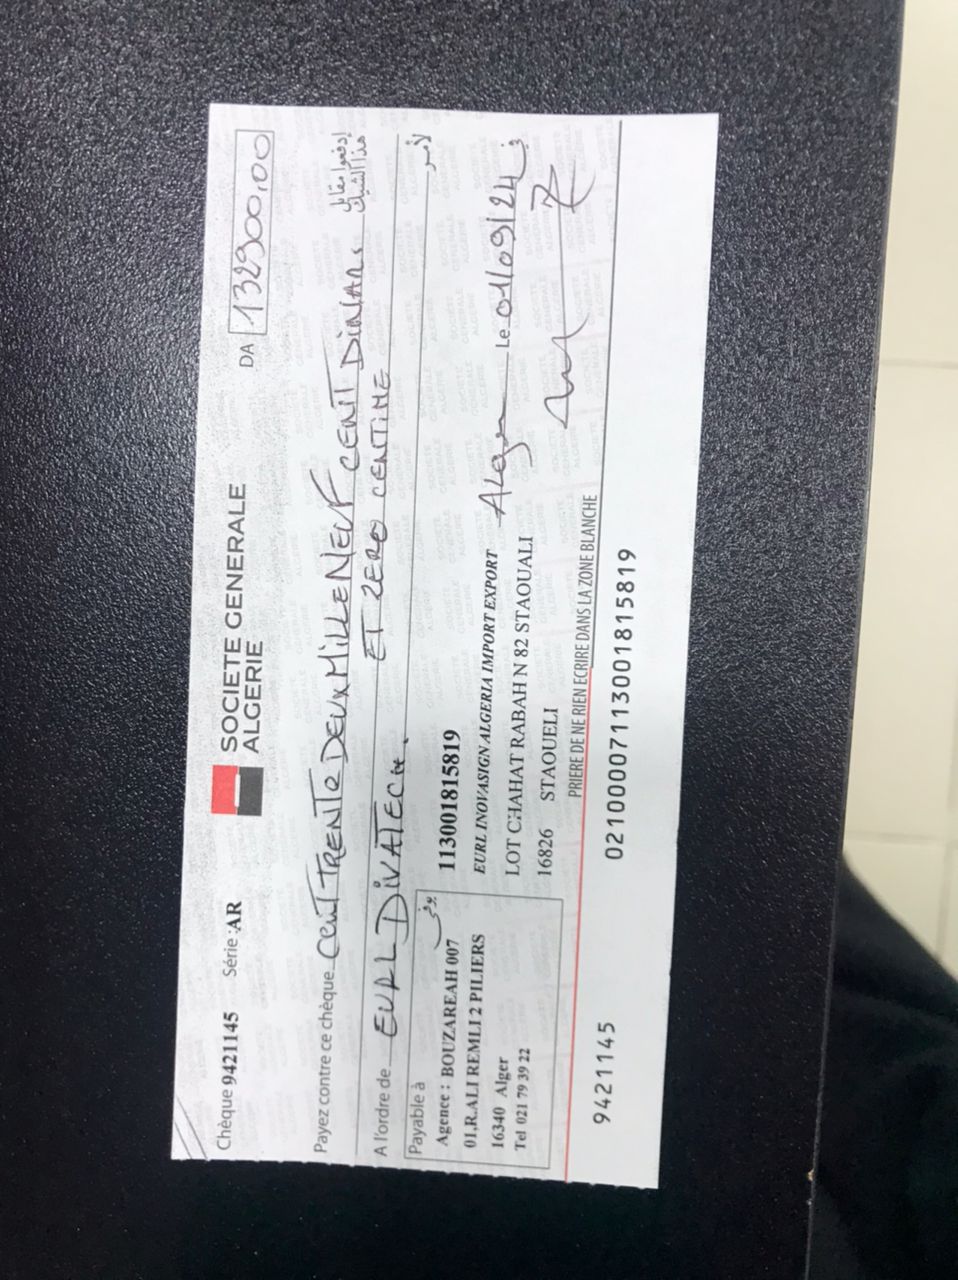 Chèque 9421145 Série :AR
SOCIETE GENERALE
ALGERIE
DA 132900,00
Payez contre ce chèque Cent TRENTE DEUX Mille NEUF CENT DINARS إدفعوا مقابل هذا الشيك
ET ZERO CENTIME
A l'ordre de EURL DIVATECH. لأمر
Payable à يدفع في
Agence : BOUZAREAH 007
01,R.ALI REMLI 2 PILIERS
16340 Alger
Tel 021 79 39 22
113001815819
EURL INOVASIGN ALGERIA IMPORT EXPORT
LOT CHAHAT RABAH N 82 STAOUALI
16826 STAOUELI
Alger Le 01/09/24 في
PRIERE DE NE RIEN ECRIRE DANS LA ZONE BLANCHE
9421145 02100007113001815819